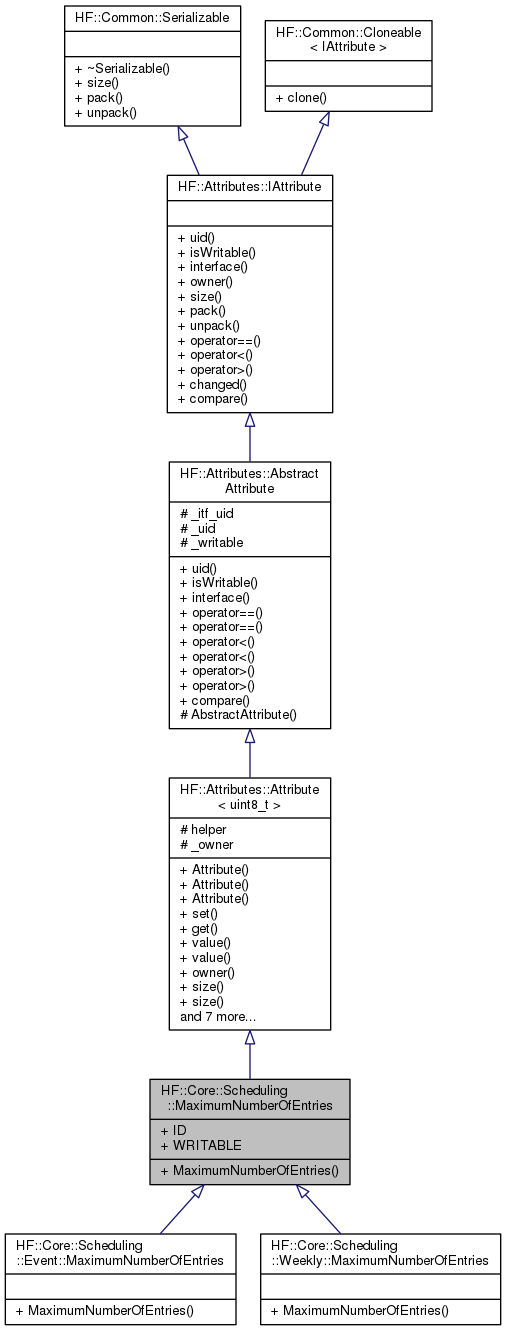 HF::Common::Serializable
+ ~Serializable()
+ size()
+ pack()
+ unpack()
HF::Common::Cloneable
< IAttribute >
+ clone()
HF::Attributes::IAttribute
+ uid()
+ isWritable()
+ interface()
+ owner()
+ size()
+ pack()
+ unpack()
+ operator==()
+ operator<()
+ operator>()
+ changed()
+ compare()
HF::Attributes::Abstract
Attribute
# _itf_uid
# _uid
# _writable
+ uid()
+ isWritable()
+ interface()
+ operator==()
+ operator==()
+ operator<()
+ operator<()
+ operator>()
+ operator>()
+ compare()
# AbstractAttribute()
HF::Attributes::Attribute
< uint8_t >
# helper
# _owner
+ Attribute()
+ Attribute()
+ Attribute()
+ set()
+ get()
+ value()
+ value()
+ owner()
+ size()
+ size()
and 7 more...
HF::Core::Scheduling
::MaximumNumberOfEntries
+ ID
+ WRITABLE
+ MaximumNumberOfEntries()
HF::Core::Scheduling
::Event::MaximumNumberOfEntries
+ MaximumNumberOfEntries()
HF::Core::Scheduling
::Weekly::MaximumNumberOfEntries
+ MaximumNumberOfEntries()